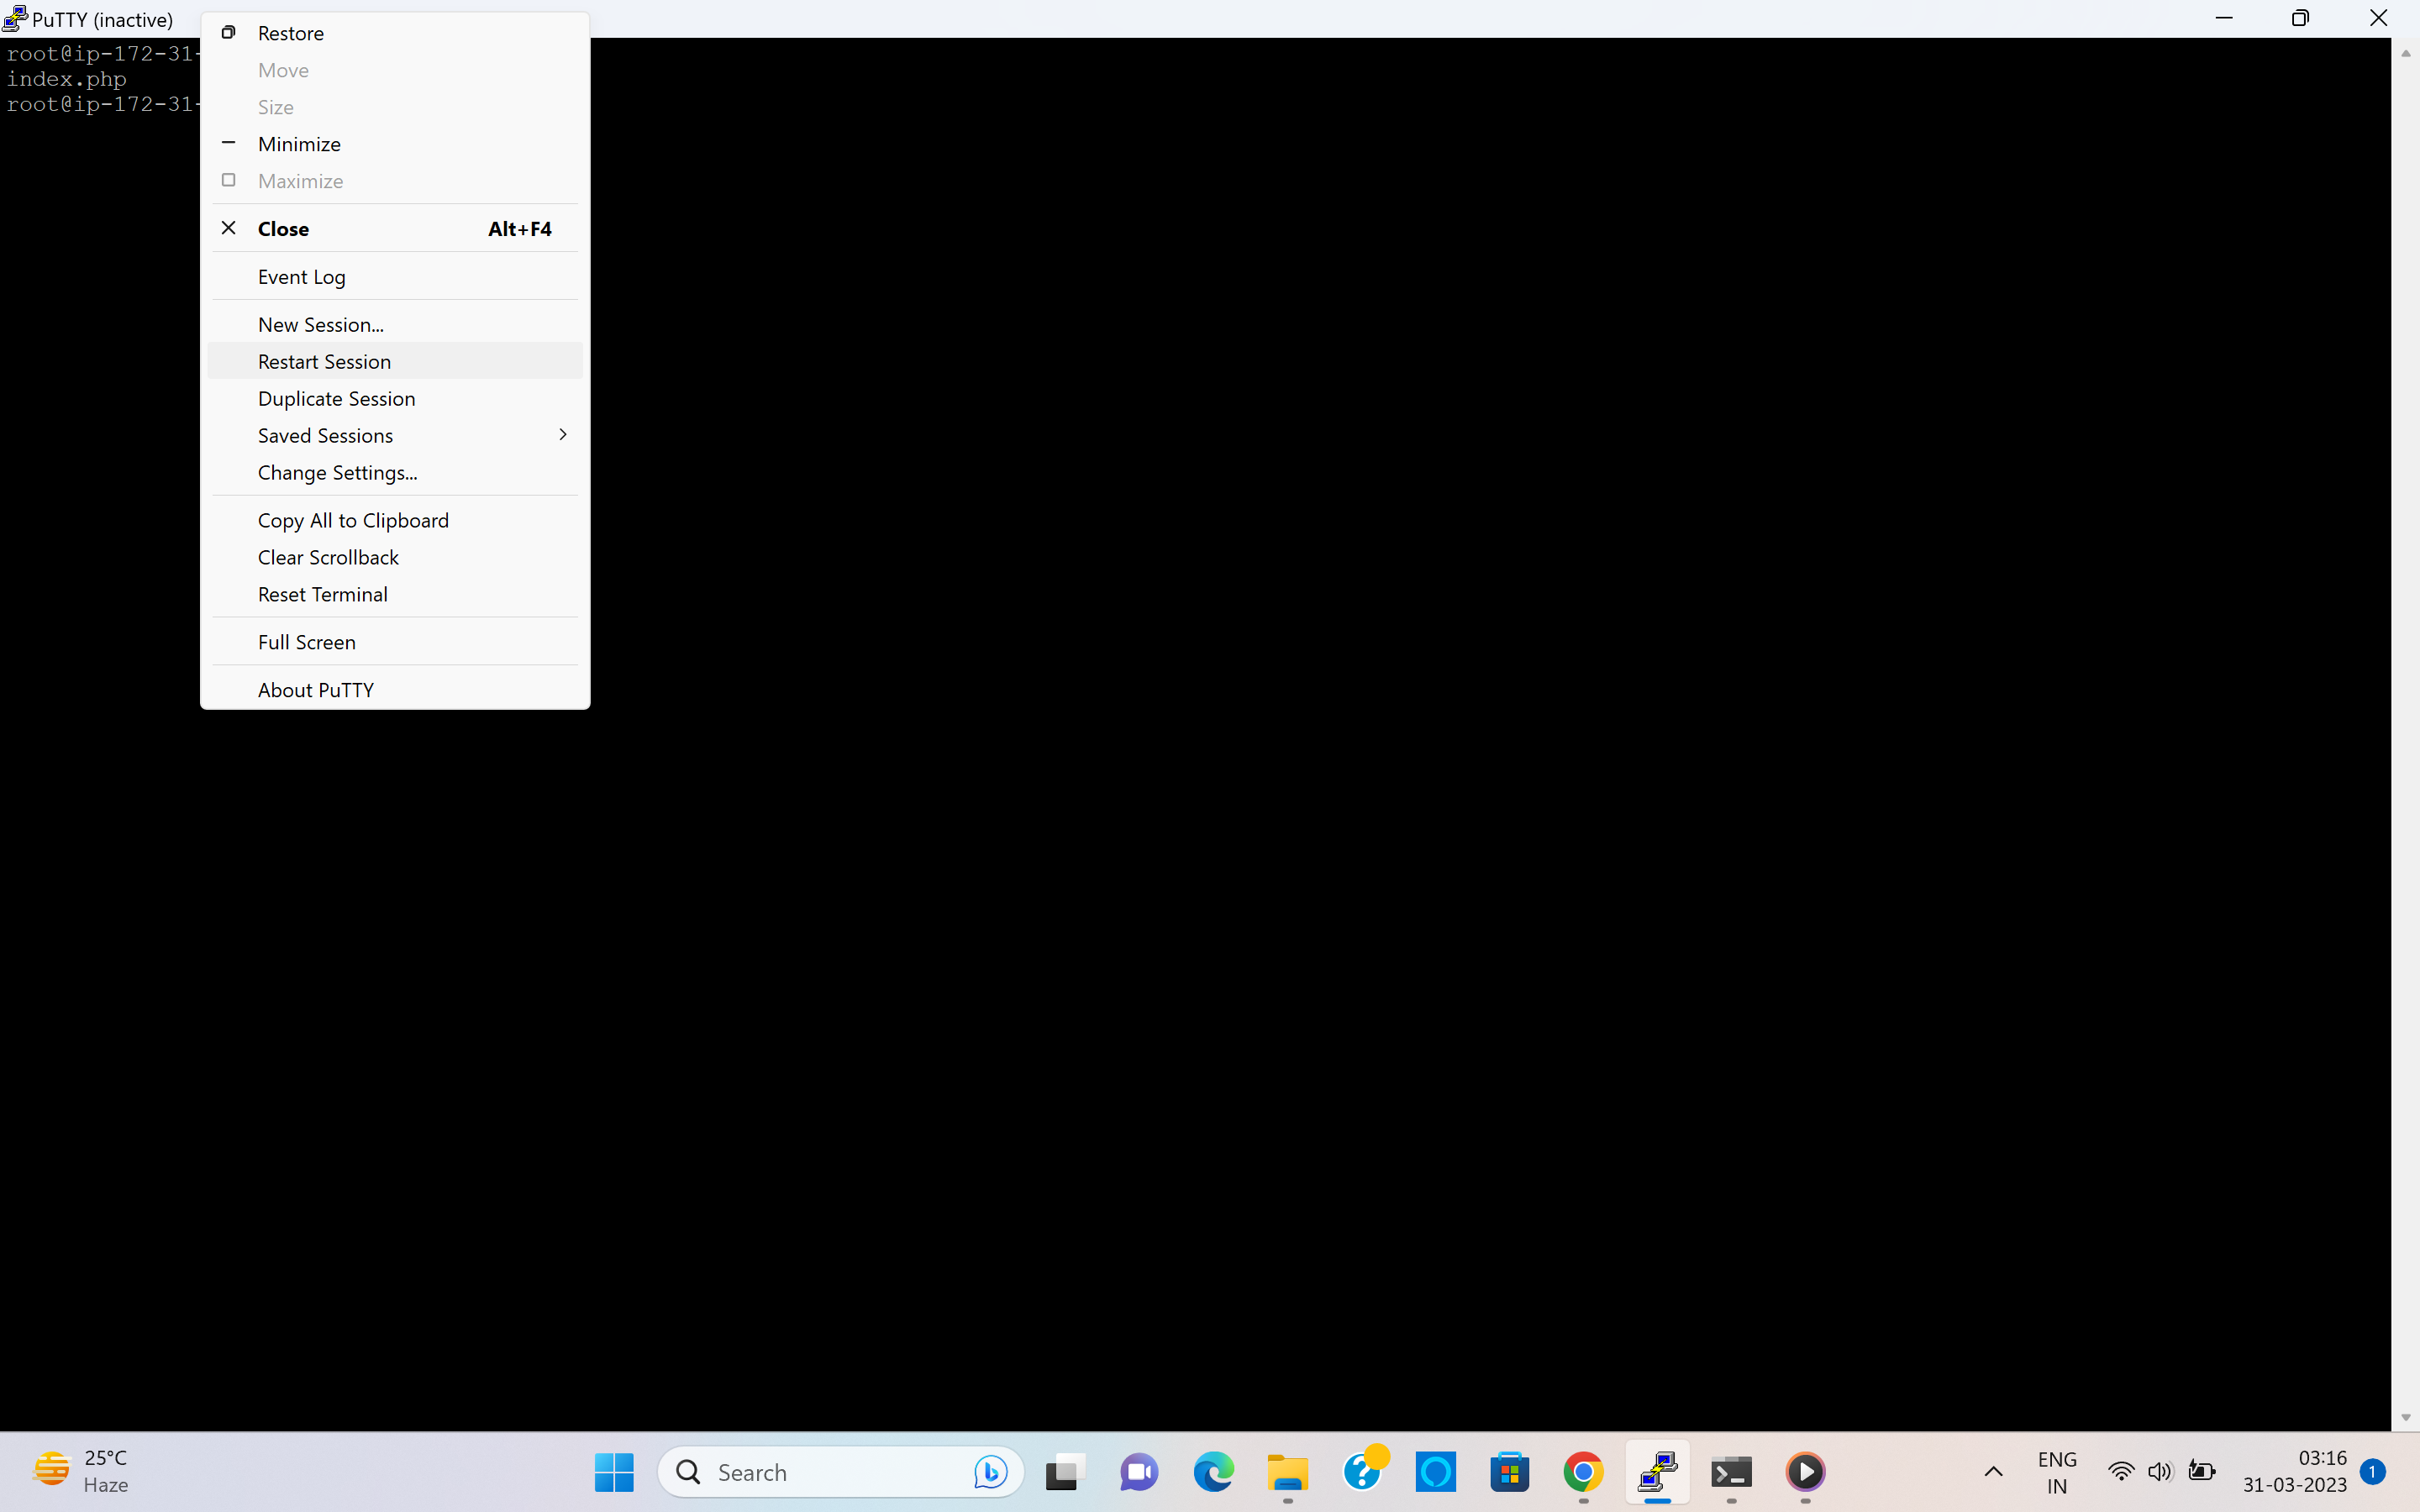 PuTTY (inactive)
root@ip-172-31-
index.php
root@ip-172-31-
Restore
Move
Size
Minimize
Maximize
Close Alt+F4
Event Log
New Session...
Restart Session
Duplicate Session
Saved Sessions
Change Settings...
Copy All to Clipboard
Clear Scrollback
Reset Terminal
Full Screen
About PuTTY
25°C
Haze
Search
ENG
IN
03:16
31-03-2023
1